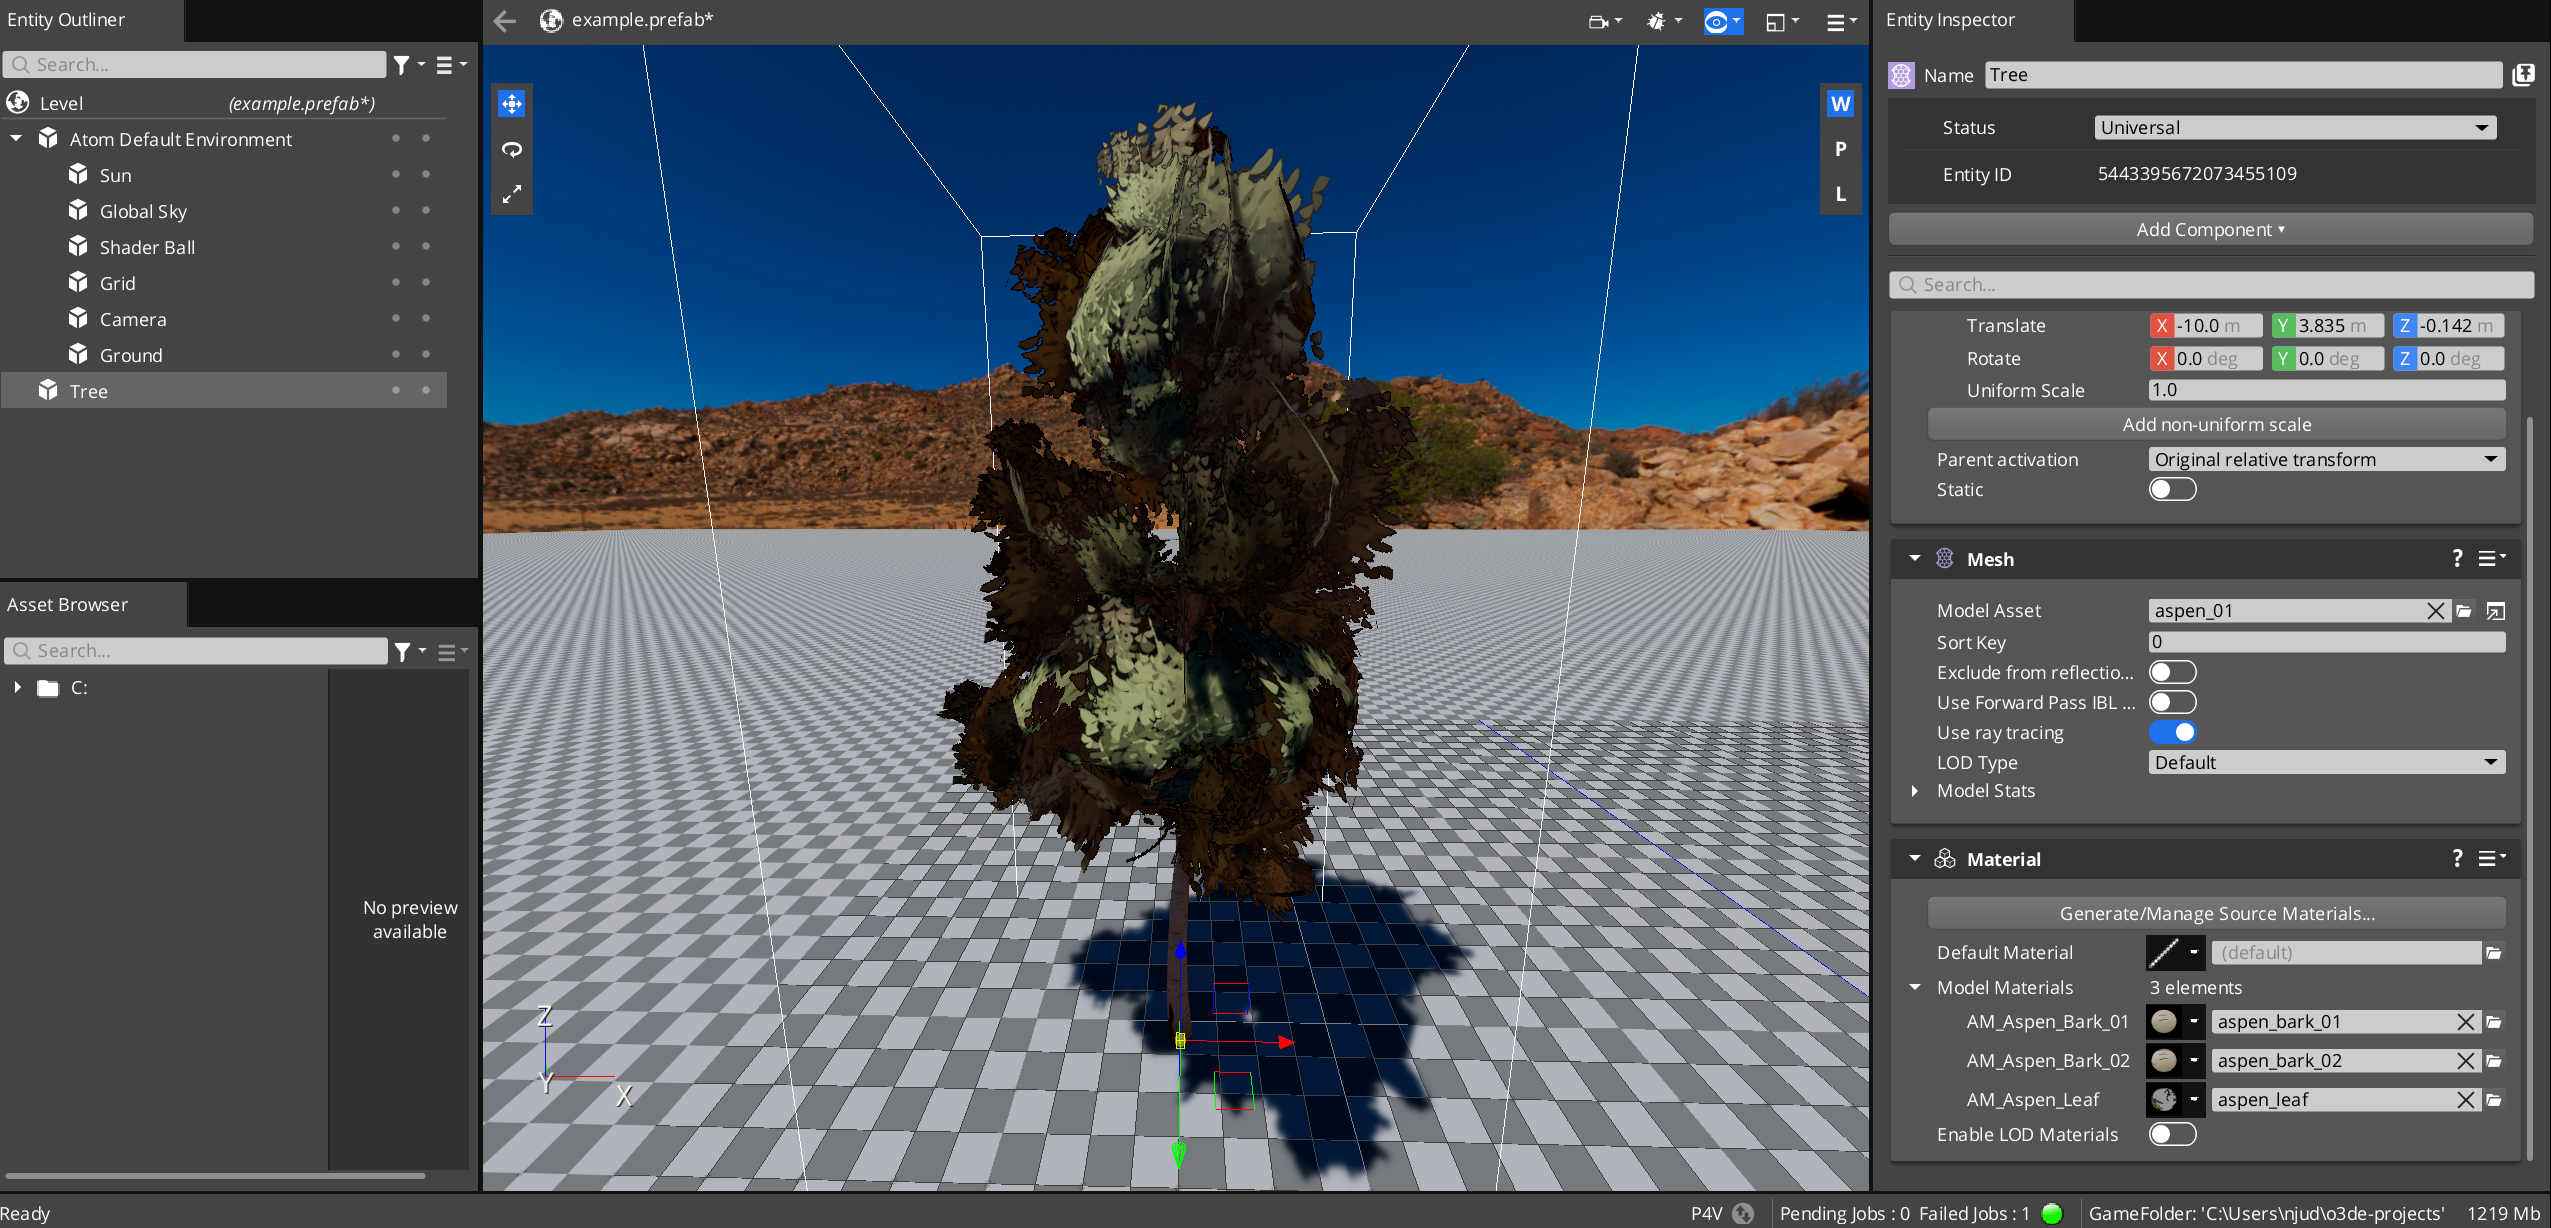 Entity Outliner
Search...
Level (example.prefab*)
Atom Default Environment
Sun
Global Sky
Shader Ball
Grid
Camera
Ground
Tree
Asset Browser
Search...
C:
No preview
available
example.prefab*
W
P
L
Z
Y
X
Entity Inspector
Name Tree
Status Universal
Entity ID 5443395672073455109
Add Component
Search...
Translate X -10.0 m Y 3.835 m Z -0.142 m
Rotate X 0.0 deg Y 0.0 deg Z 0.0 deg
Uniform Scale 1.0
Add non-uniform scale
Parent activation Original relative transform
Static
Mesh ?
Model Asset aspen_01
Sort Key 0
Exclude from reflectio...
Use Forward Pass IBL ...
Use ray tracing
LOD Type Default
Model Stats
Material ?
Generate/Manage Source Materials...
Default Material (default)
Model Materials 3 elements
AM_Aspen_Bark_01 aspen_bark_01
AM_Aspen_Bark_02 aspen_bark_02
AM_Aspen_Leaf aspen_leaf
Enable LOD Materials
Ready P4V Pending Jobs : 0 Failed Jobs : 1 GameFolder: 'C:\Users\njud\o3de-projects' 1219 Mb